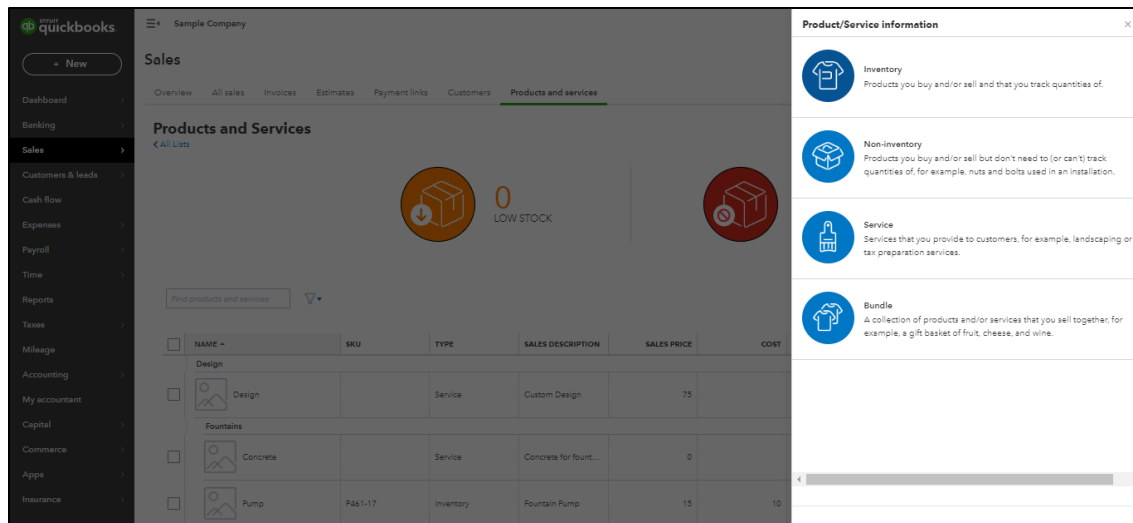 qb intuit quickbooks.
+ New
Dashboard
Banking
Sales
Customers & leads
Cash flow
Expenses
Payroll
Time
Reports
Taxes
Mileage
Accounting
My accountant
Capital
Commerce
Apps
Insurance
Sample Company
Sales
Overview All sales Invoices Estimates Payment links Customers Products and services
Products and Services
All Lists
0
LOW STOCK
Find products and services
NAME SKU TYPE SALES DESCRIPTION SALES PRICE COST
Design
Design Service Custom Design 75
Fountains
Concrete Service Concrete for fount... 0
Pump P461-17 Inventory Fountain Pump 15 10
Product/Service information
Inventory
Products you buy and/or sell and that you track quantities of.
Non-inventory
Products you buy and/or sell but don't need to (or can't) track
quantities of, for example, nuts and bolts used in an installation.
Service
Services that you provide to customers, for example, landscaping or
tax preparation services.
Bundle
A collection of products and/or services that you sell together, for
example, a gift basket of fruit, cheese, and wine.